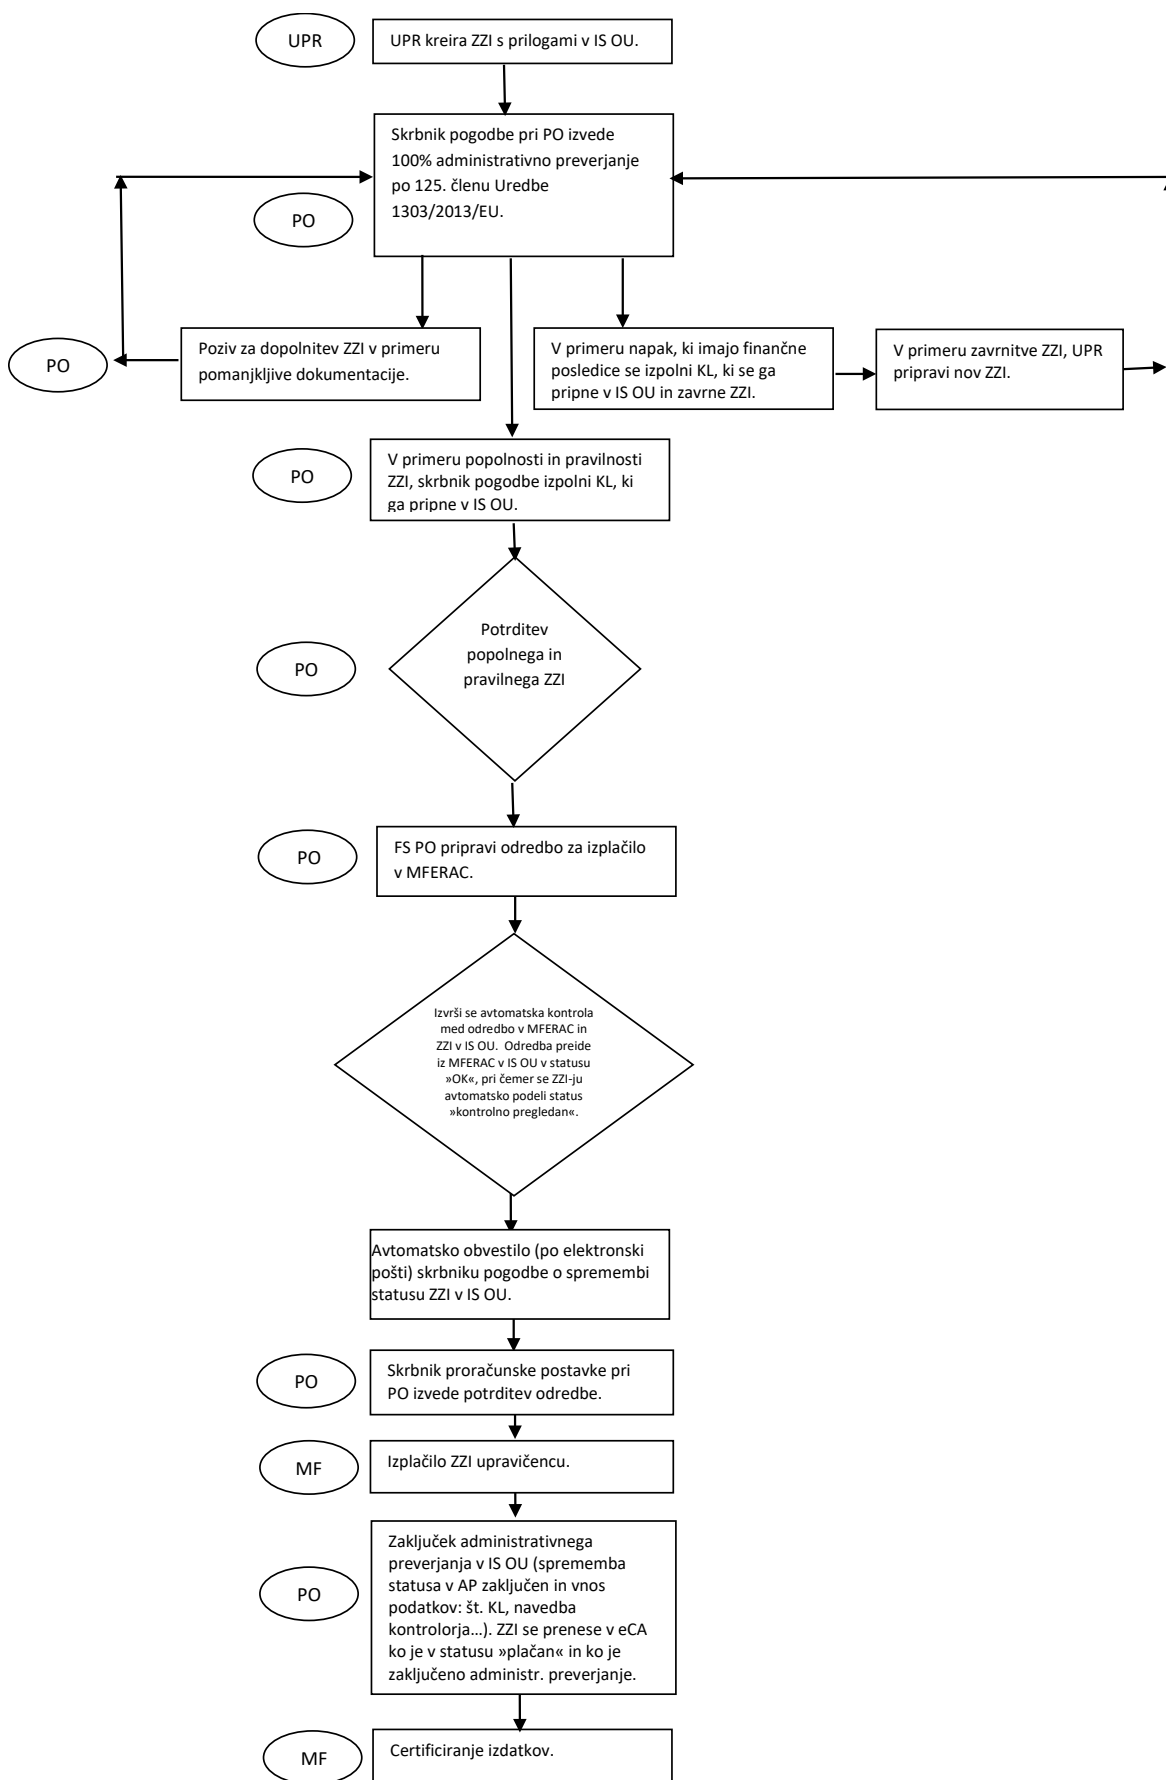 UPR
UPR kreira ZZI s prilogami v IS OU.
Skrbnik pogodbe pri PO izvede
100% administrativno preverjanje
po 125. členu Uredbe
1303/2013/EU.
PO
PO
Poziv za dopolnitev ZZI v primeru
pomanjkljive dokumentacije.
V primeru napak, ki imajo finančne
posledice se izpolni KL, ki se ga
pripne v IS OU in zavrne ZZI.
V primeru zavrnitve ZZI, UPR
pripravi nov ZZI.
PO
V primeru popolnosti in pravilnosti
ZZI, skrbnik pogodbe izpolni KL, ki
ga pripne v IS OU.
PO
Potrditev
popolnega in
pravilnega ZZI
PO
FS PO pripravi odredbo za izplačilo
v MFERAC.
Izvrši se avtomatska kontrola
med odredbo v MFERAC in
ZZI v IS OU. Odredba preide
iz MFERAC v IS OU v statusu
»OK«, pri čemer se ZZI-ju
avtomatsko podeli status
»kontrolno pregledan«.
Avtomatsko obvestilo (po elektronski
pošti) skrbniku pogodbe o spremembi
statusu ZZI v IS OU.
PO
Skrbnik proračunske postavke pri
PO izvede potrditev odredbe.
MF
Izplačilo ZZI upravičencu.
PO
Zaključek administrativnega
preverjanja v IS OU (sprememba
statusa v AP zaključen in vnos
podatkov: št. KL, navedba
kontrolorja...). ZZI se prenese v eCA
ko je v statusu »plačan« in ko je
zaključeno administr. preverjanje.
MF
Certificiranje izdatkov.